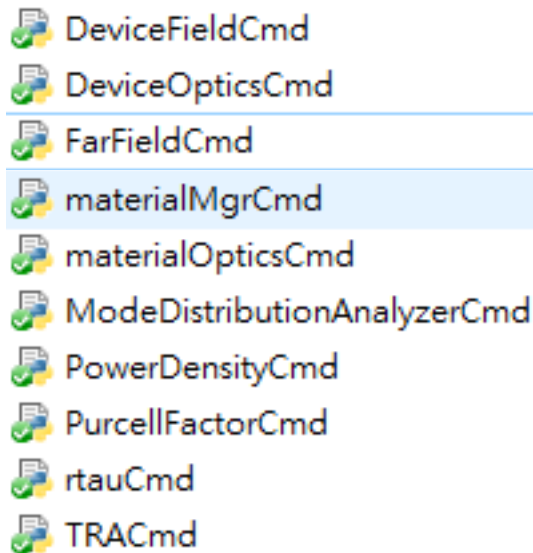 DeviceFieldCmd
DeviceOpticsCmd
FarFieldCmd
materialMgrCmd
materialOpticsCmd
ModeDistributionAnalyzerCmd
PowerDensityCmd
PurcellFactorCmd
rtauCmd
TRACmd